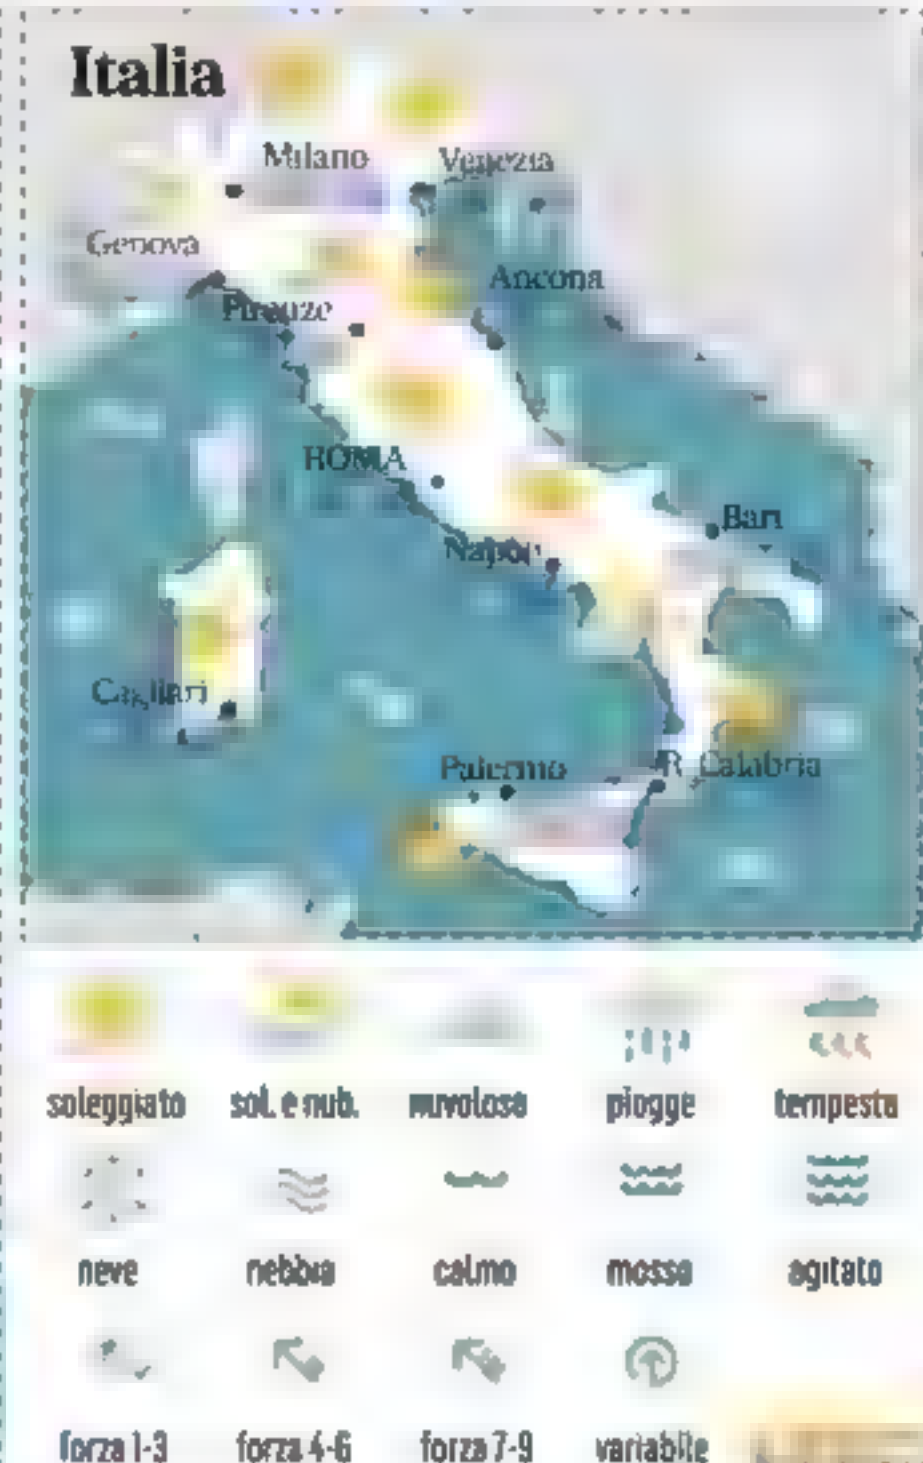 Italia
Milano
Venezia
Genova
Ancona
Firenze
ROMA
Bari
Napoli
Cagliari
Palermo
R. Calabria
soleggiato sol. e nub. nuvoloso piogge tempesta
neve nebbia calmo mosso agitato
forza 1-3 forza 4-6 forza 7-9 variabile